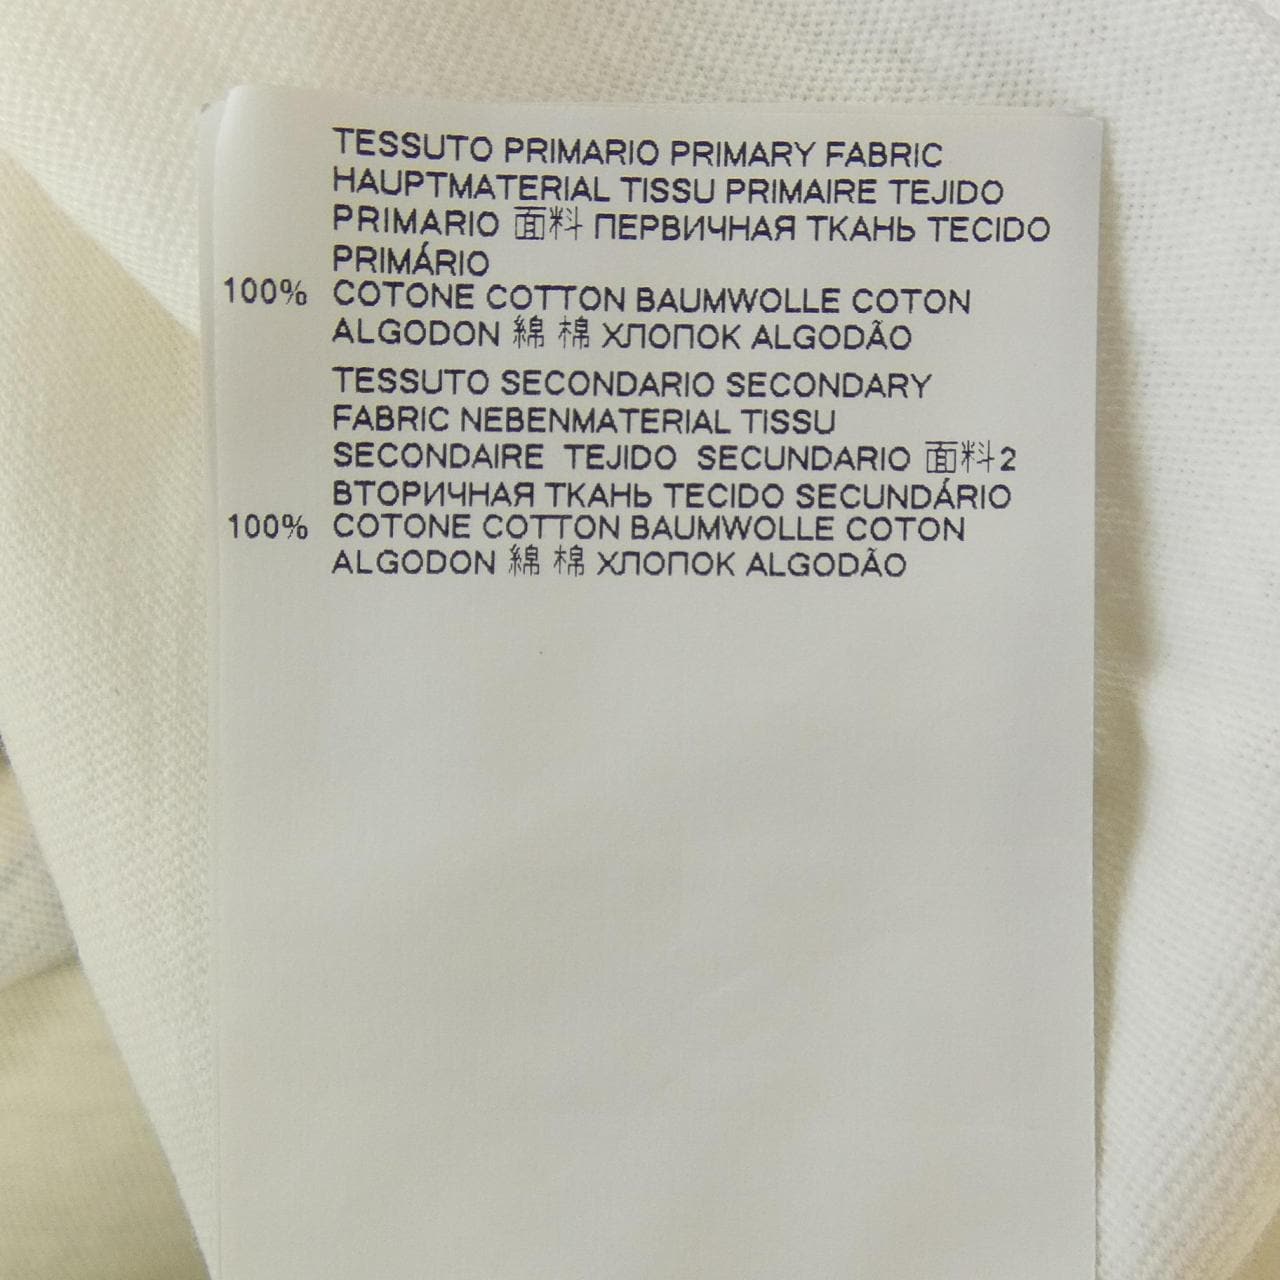 TESSUTO PRIMARIO PRIMARY FABRIC
HAUPTMATERIAL TISSU PRIMAIRE TEJIDO
PRIMARIO 面料 ПЕРВИЧНАЯ ТКАНЬ TECIDO
PRIMÁRIO
100% COTONE COTTON BAUMWOLLE COTON
ALGODON 綿 棉 ХЛОПОК ALGODÃO
TESSUTO SECONDARIO SECONDARY
FABRIC NEBENMATERIAL TISSU
SECONDAIRE TEJIDO SECUNDARIO 面料2
ВТОРИЧНАЯ ТКАНЬ TECIDO SECUNDÁRIO
100% COTONE COTTON BAUMWOLLE COTON
ALGODON 綿 棉 ХЛОПОК ALGODÃO